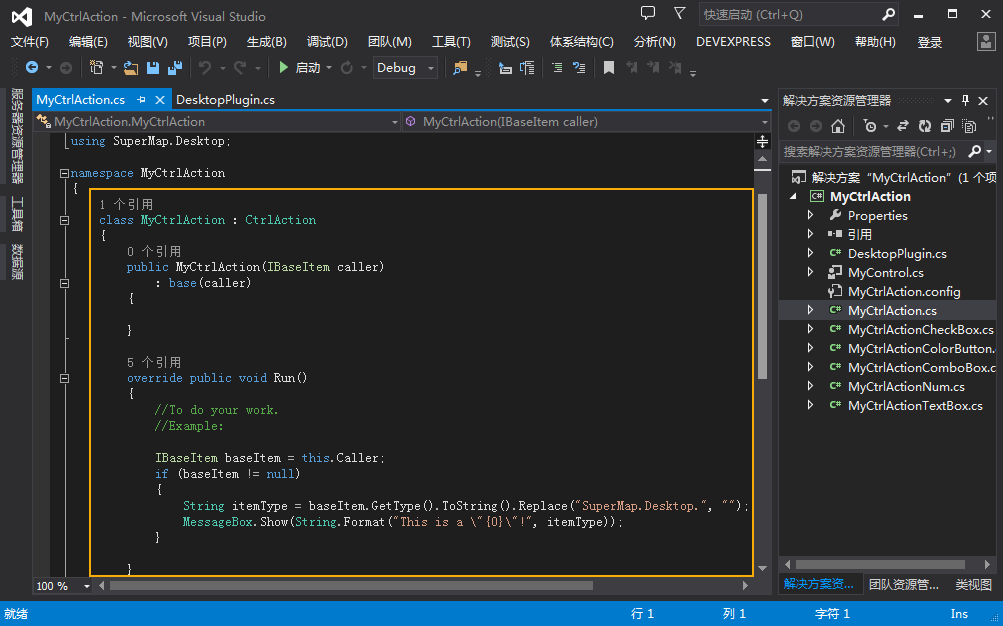 MyCtrlAction - Microsoft Visual Studio
快速启动 (Ctrl+Q)
文件(F) 编辑(E) 视图(V) 项目(P) 生成(B) 调试(D) 团队(M) 工具(T) 测试(S) 体系结构(C) 分析(N) DEVEXPRESS 窗口(W) 帮助(H) 登录
启动 Debug
服务器资源管理器
工具箱
数据源
MyCtrlAction.cs DesktopPlugin.cs
MyCtrlAction.MyCtrlAction MyCtrlAction(IBaseItem caller)
using SuperMap.Desktop;
namespace MyCtrlAction
{
1 个引用
class MyCtrlAction : CtrlAction
{
0 个引用
public MyCtrlAction(IBaseItem caller)
: base(caller)
{
}
5 个引用
override public void Run()
{
//To do your work.
//Example:
IBaseItem baseItem = this.Caller;
if (baseItem != null)
{
String itemType = baseItem.GetType().ToString().Replace("SuperMap.Desktop.", "");
MessageBox.Show(String.Format("This is a \"{0}\"!", itemType));
}
}
100 %
解决方案资源管理器
搜索解决方案资源管理器(Ctrl+;)
解决方案 "MyCtrlAction" (1 个项
C# MyCtrlAction
Properties
引用
C# DesktopPlugin.cs
MyControl.cs
MyCtrlAction.config
C# MyCtrlAction.cs
C# MyCtrlActionCheckBox.cs
C# MyCtrlActionColorButton.
C# MyCtrlActionComboBox.c
C# MyCtrlActionNum.cs
C# MyCtrlActionTextBox.cs
解决方案资... 团队资源管... 类视图
就绪 行 1 列 1 字符 1 Ins